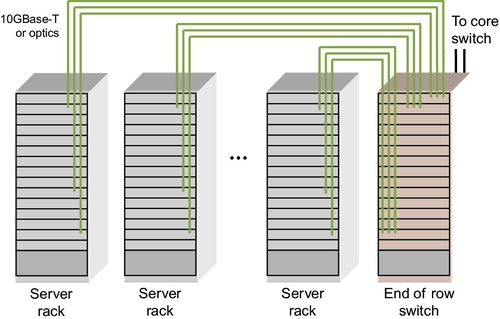 10GBase-T
or optics
To core
switch
...
Server
rack
Server
rack
Server
rack
End of row
switch